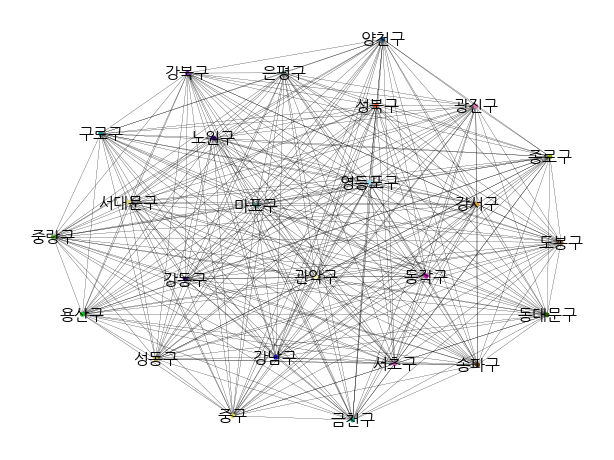 양천구
강북구
은평구
성북구
광진구
구로구
노원구
종로구
영등포구
서대문구
마포구
강서구
중랑구
도봉구
강동구
관악구
동작구
용산구
동대문구
성동구
강남구
서초구
송파구
중구
금천구